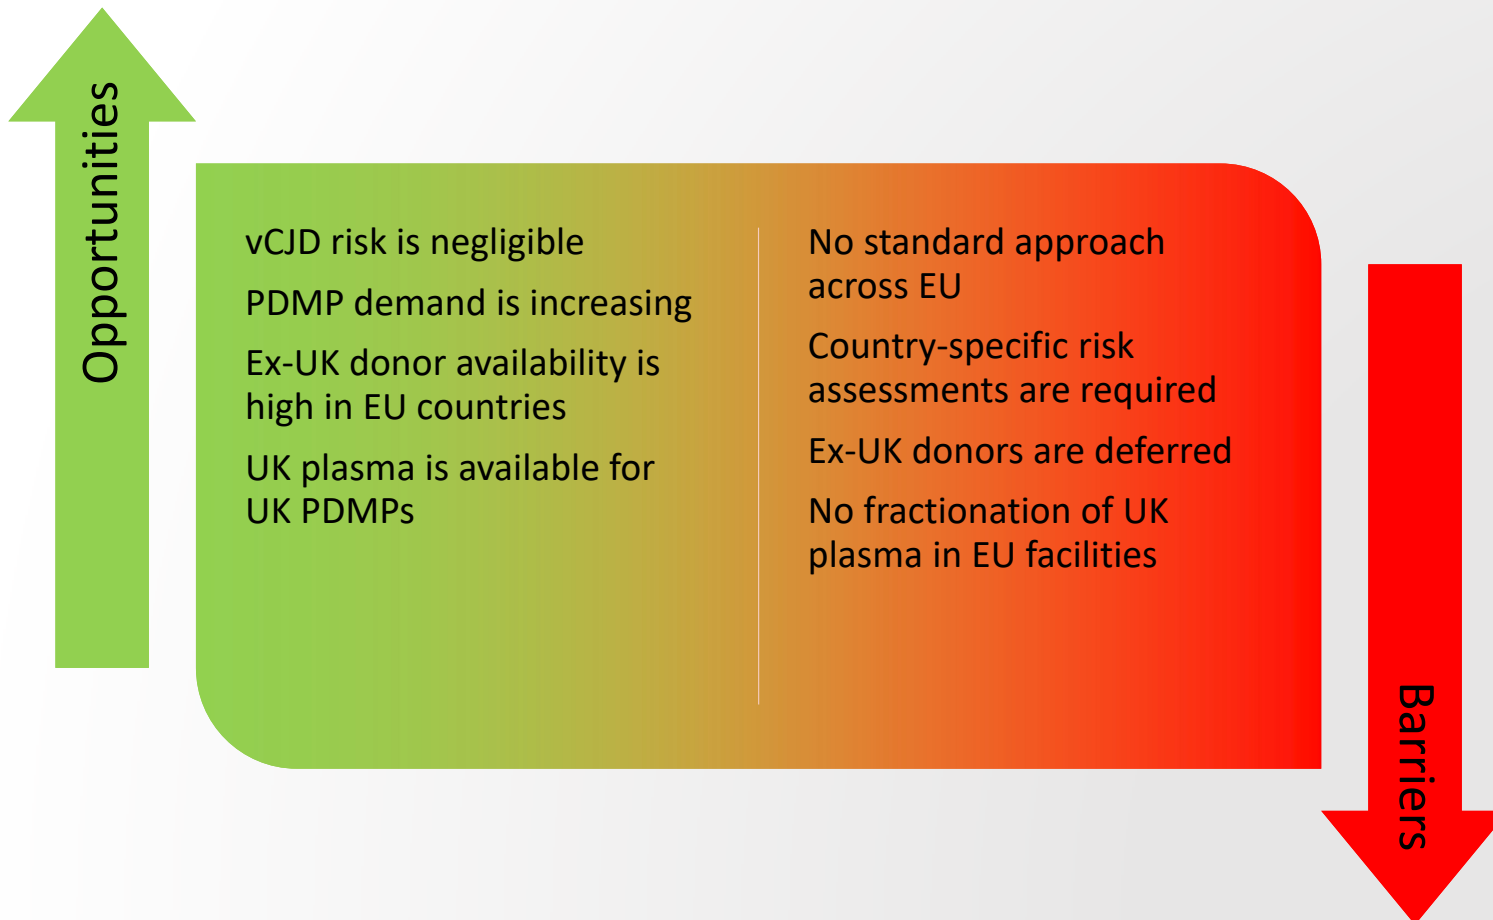 Opportunities
vCJD risk is negligible
PDMP demand is increasing
Ex-UK donor availability is
high in EU countries
UK plasma is available for
UK PDMPs
No standard approach
across EU
Country-specific risk
assessments are required
Ex-UK donors are deferred
No fractionation of UK
plasma in EU facilities
Barriers